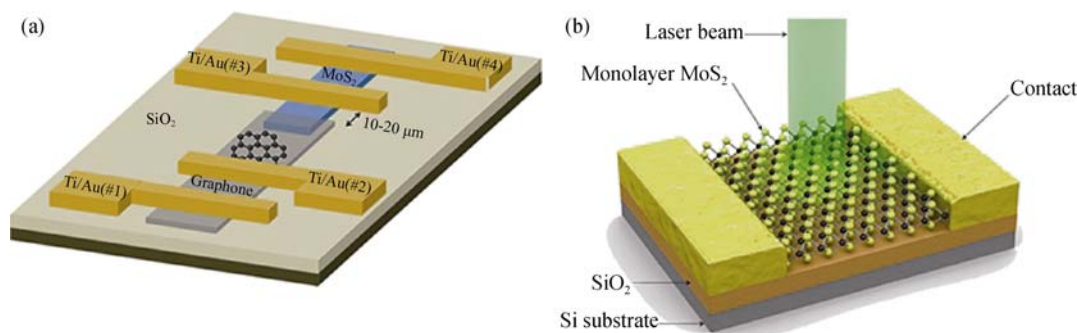 (a)
Ti/Au(#3)
MoS₂
Ti/Au(#4)
SiO₂
10-20 μm
Graphone
Ti/Au(#1)
Ti/Au(#2)
(b)
Laser beam
Monolayer MoS₂
Contact
SiO₂
Si substrate